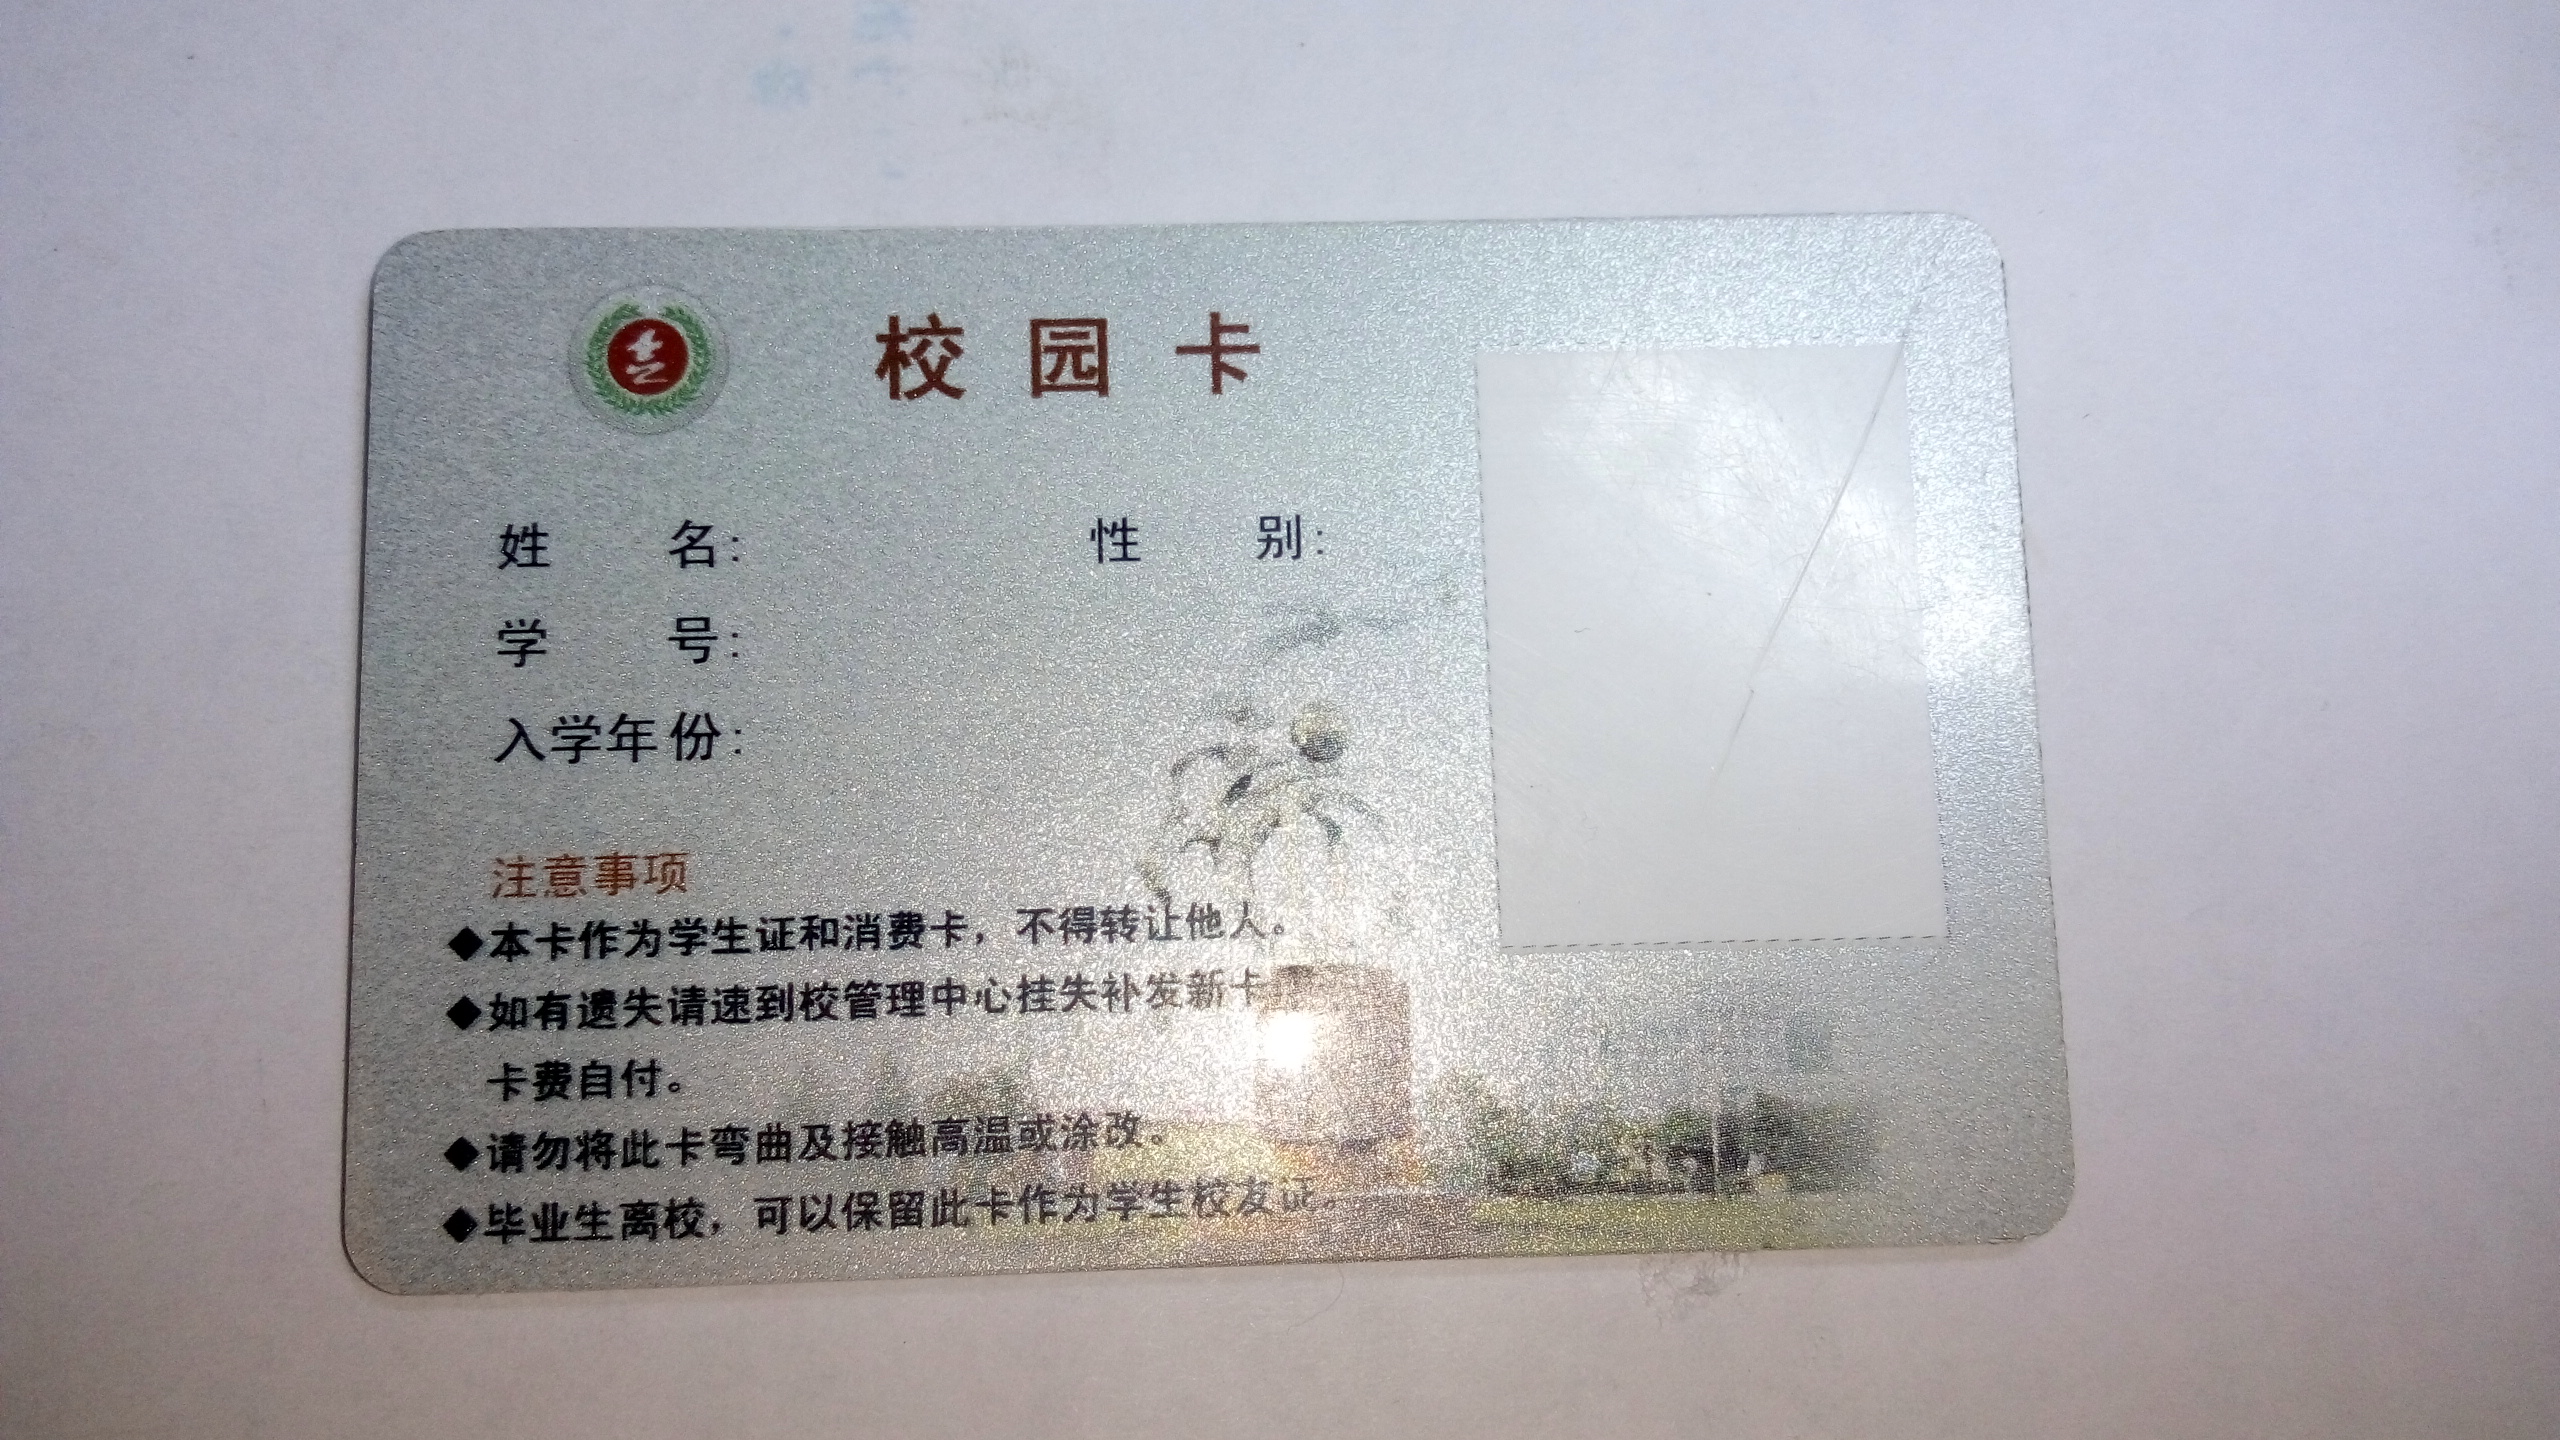 校园卡
姓 名: 性 别:
学 号:
入学年份:
注意事项
◆本卡作为学生证和消费卡，不得转让他人。
◆如有遗失请速到校管理中心挂失补发新卡
卡费自付。
◆请勿将此卡弯曲及接触高温或涂改。
◆毕业生离校，可以保留此卡作为学生校友证。